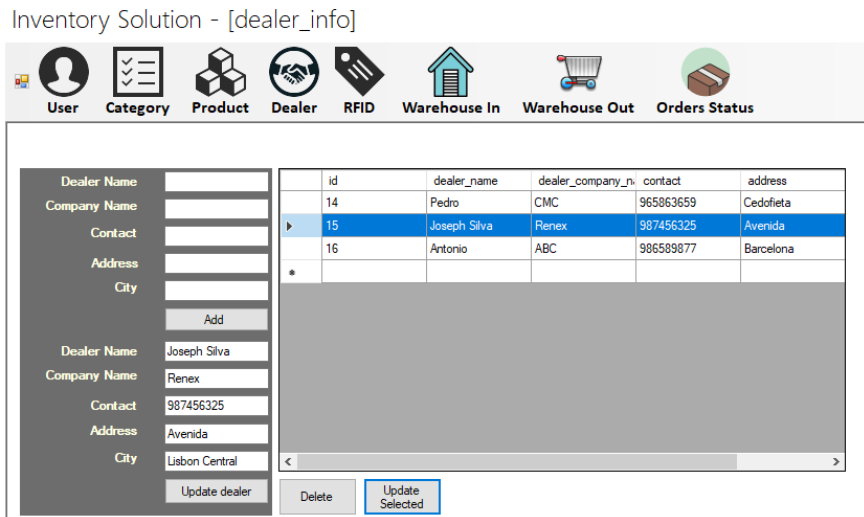 Inventory Solution - [dealer_info]
User Category Product Dealer RFID Warehouse In Warehouse Out Orders Status
Dealer Name
Company Name
Contact
Address
City
Add
Dealer Name Joseph Silva
Company Name Renex
Contact 987456325
Address Avenida
City Lisbon Central
Update dealer
id dealer_name dealer_company_n contact address
14 Pedro CMC 965863659 Cedofieta
15 Joseph Silva Renex 987456325 Avenida
16 Antonio ABC 986589877 Barcelona
Delete
Update
Selected